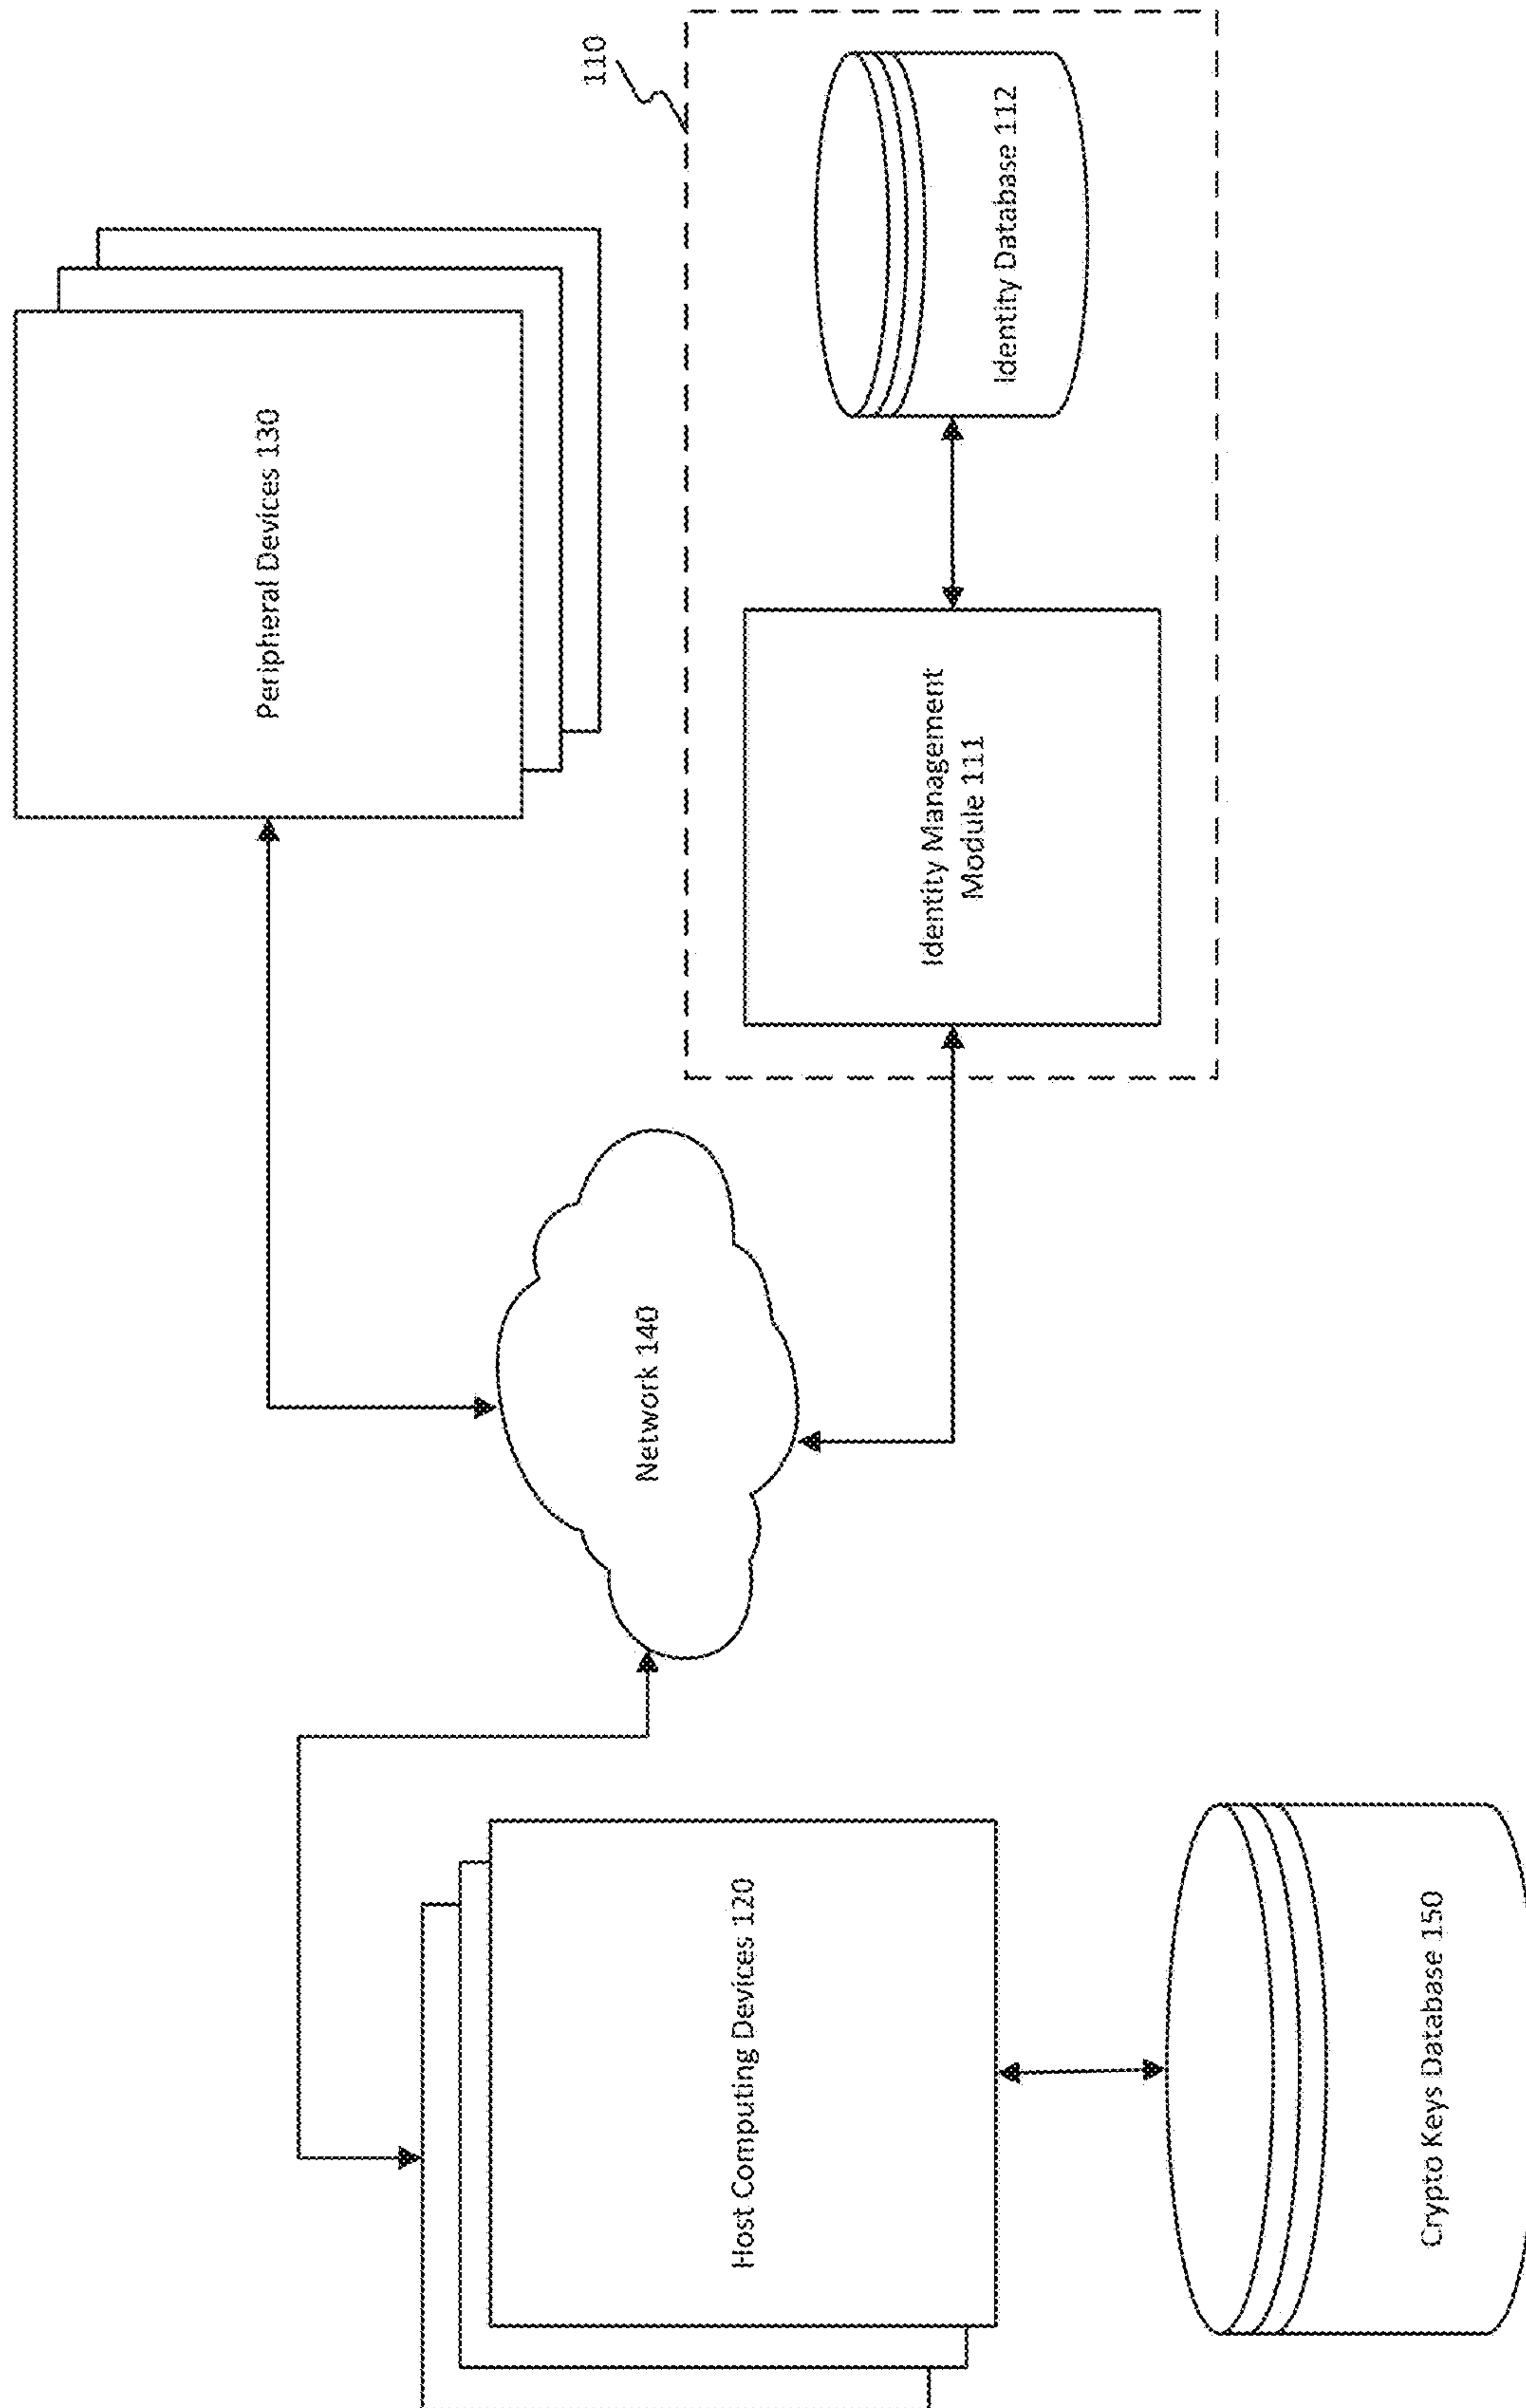 Host Computing Devices 120
Crypto Keys Database 150
Network 140
Peripheral Devices 130
110
Identity Management
Module 111
Identity Database 112